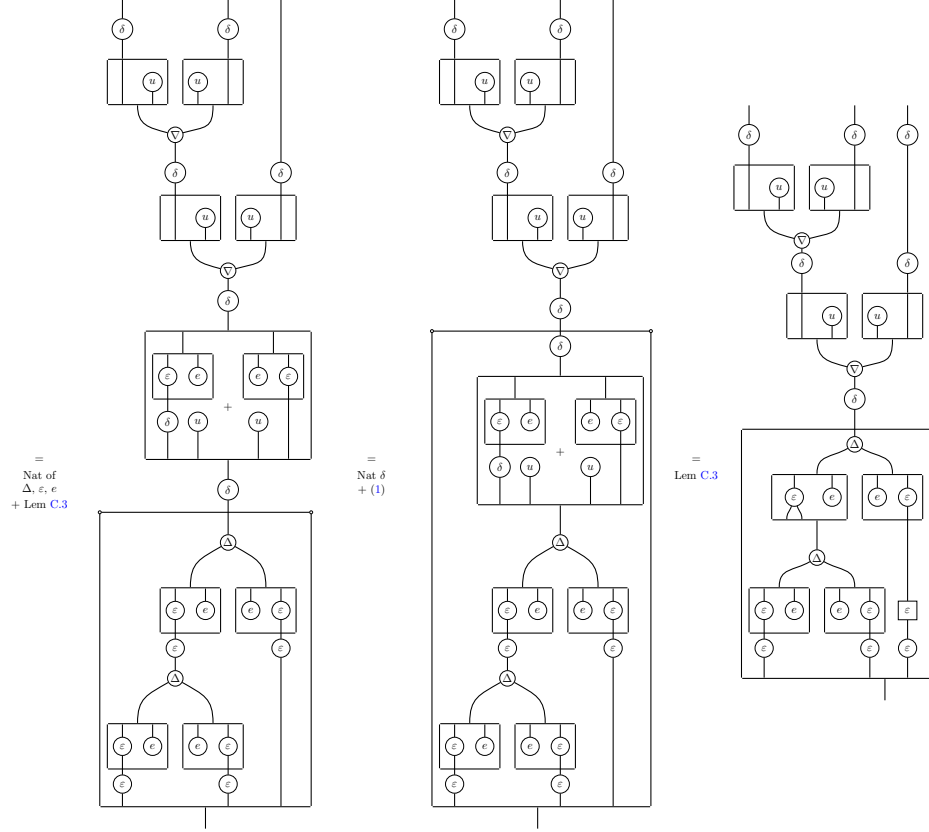 =
Nat of
Δ, ε, e
+ Lem C.3
δ δ
u u
∇
δ δ
u u
∇
δ
ε e e ε
+
δ u u
δ
Δ
ε e e ε
ε ε
Δ
ε e e ε
ε ε
=
Nat δ
+ (1)
δ δ
u u
∇
δ δ
u u
∇
δ
δ
ε e e ε
+
δ u u
Δ
ε e e ε
ε ε
Δ
ε e e ε
ε ε
=
Lem C.3
δ δ δ
u u
∇
δ δ
u u
∇
δ
Δ
ε e e ε
Δ
ε e e ε ε
ε ε ε